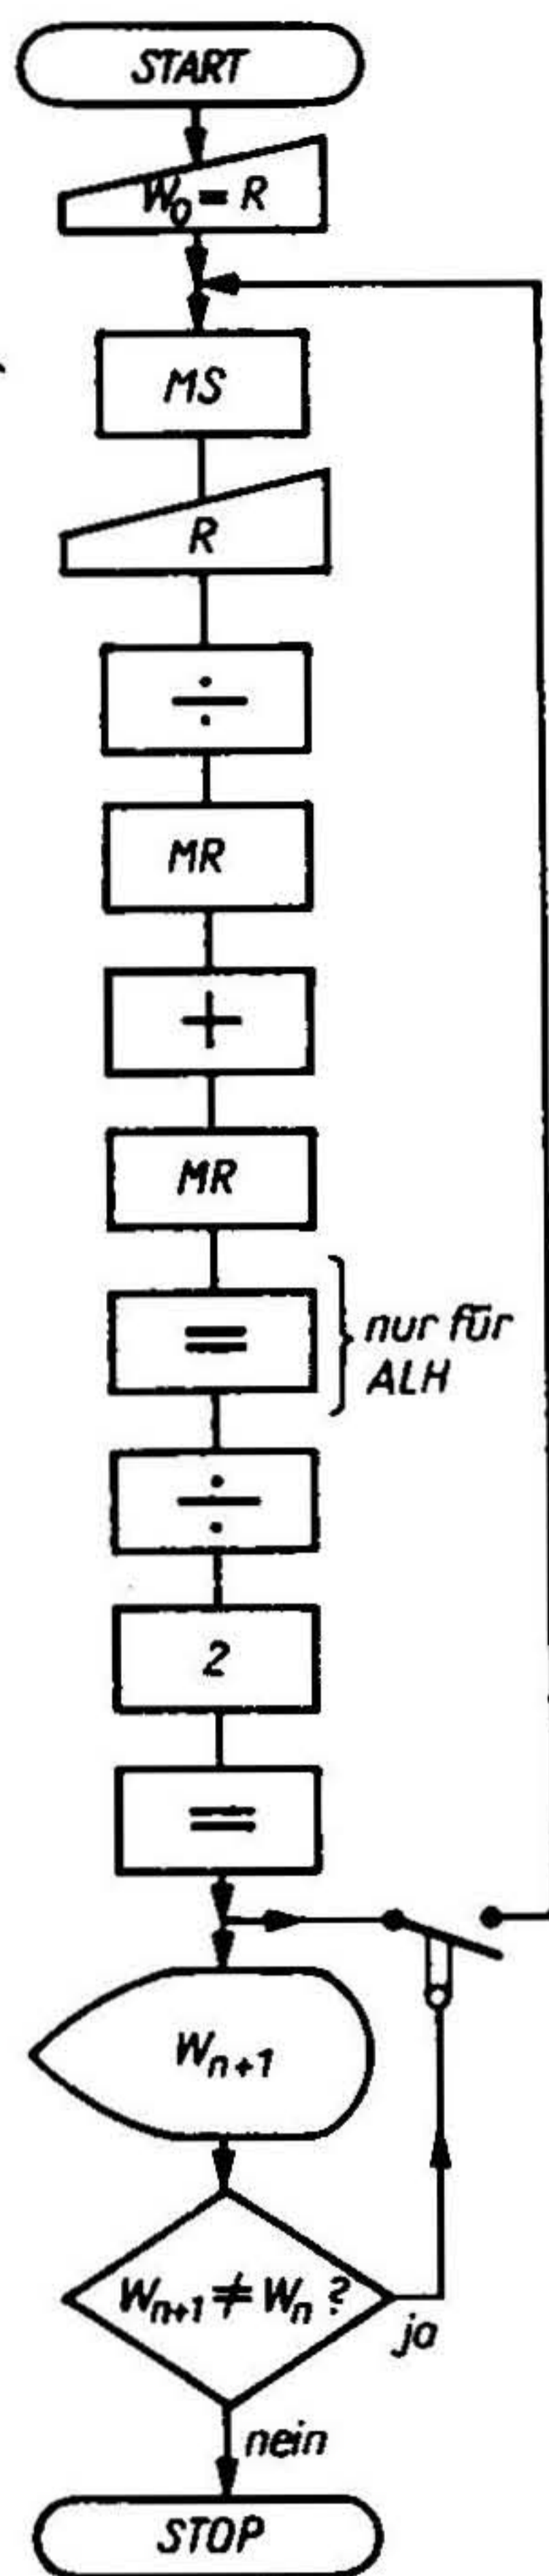 START
W₀ = R
MS
R
÷
MR
+
MR
=
nur für
ALH
÷
2
=
Wₙ₊₁
Wₙ₊₁ ≠ Wₙ ?
ja
nein
STOP